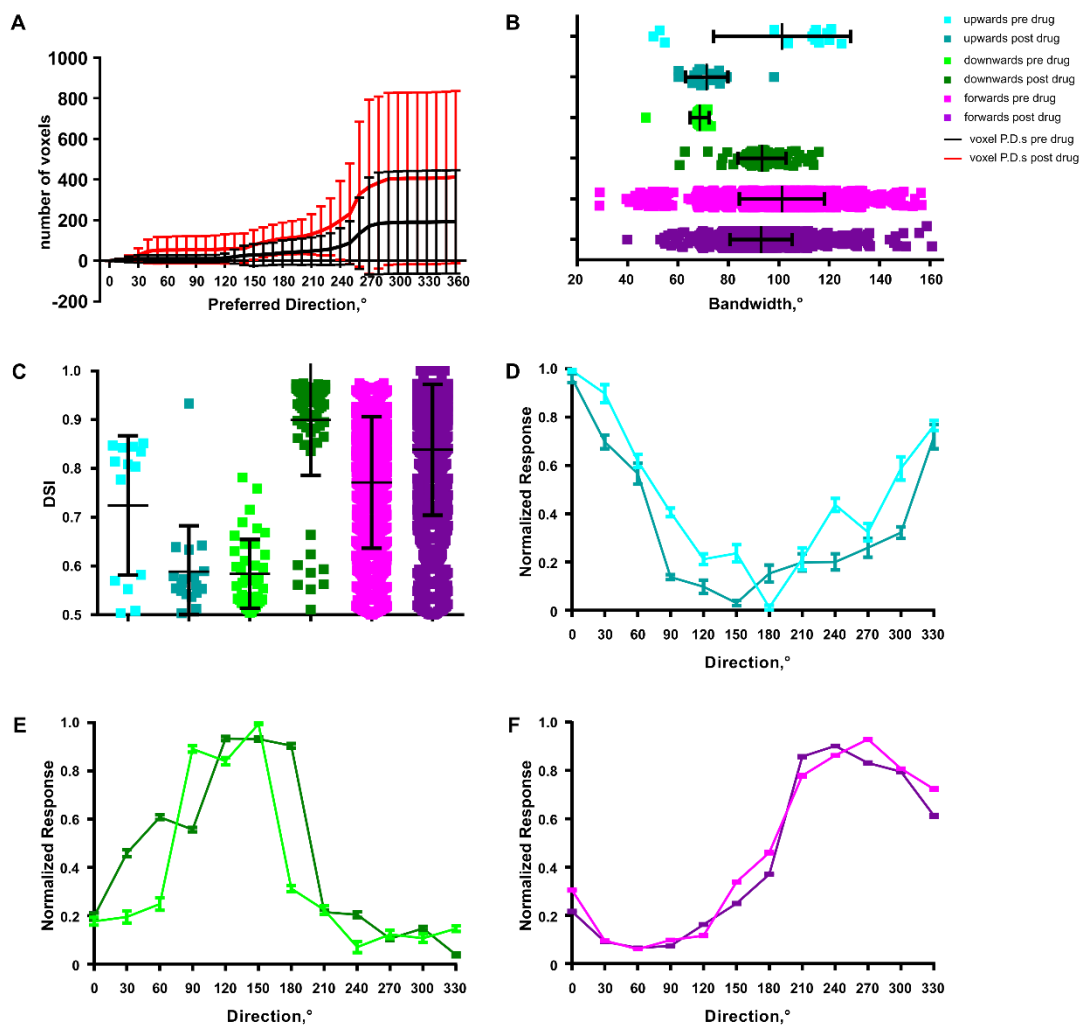 A
1000
800
600
400
200
0
-200
number of voxels
0 30 60 90 120 150 180 210 240 270 300 330 360
Preferred Direction,°
B
20 40 60 80 100 120 140 160
Bandwidth,°
upwards pre drug
upwards post drug
downwards pre drug
downwards post drug
forwards pre drug
forwards post drug
voxel P.D.s pre drug
voxel P.D.s post drug
C
1.0
0.9
0.8
0.7
0.6
0.5
DSI
D
1.0
0.8
0.6
0.4
0.2
0
Normalized Response
0 30 60 90 120 150 180 210 240 270 300 330
Direction,°
E
1.0
0.8
0.6
0.4
0.2
0
Normalized Response
0 30 60 90 120 150 180 210 240 270 300 330
Direction,°
F
1.0
0.8
0.6
0.4
0.2
0
Normalized Response
0 30 60 90 120 150 180 210 240 270 300 330
Direction,°